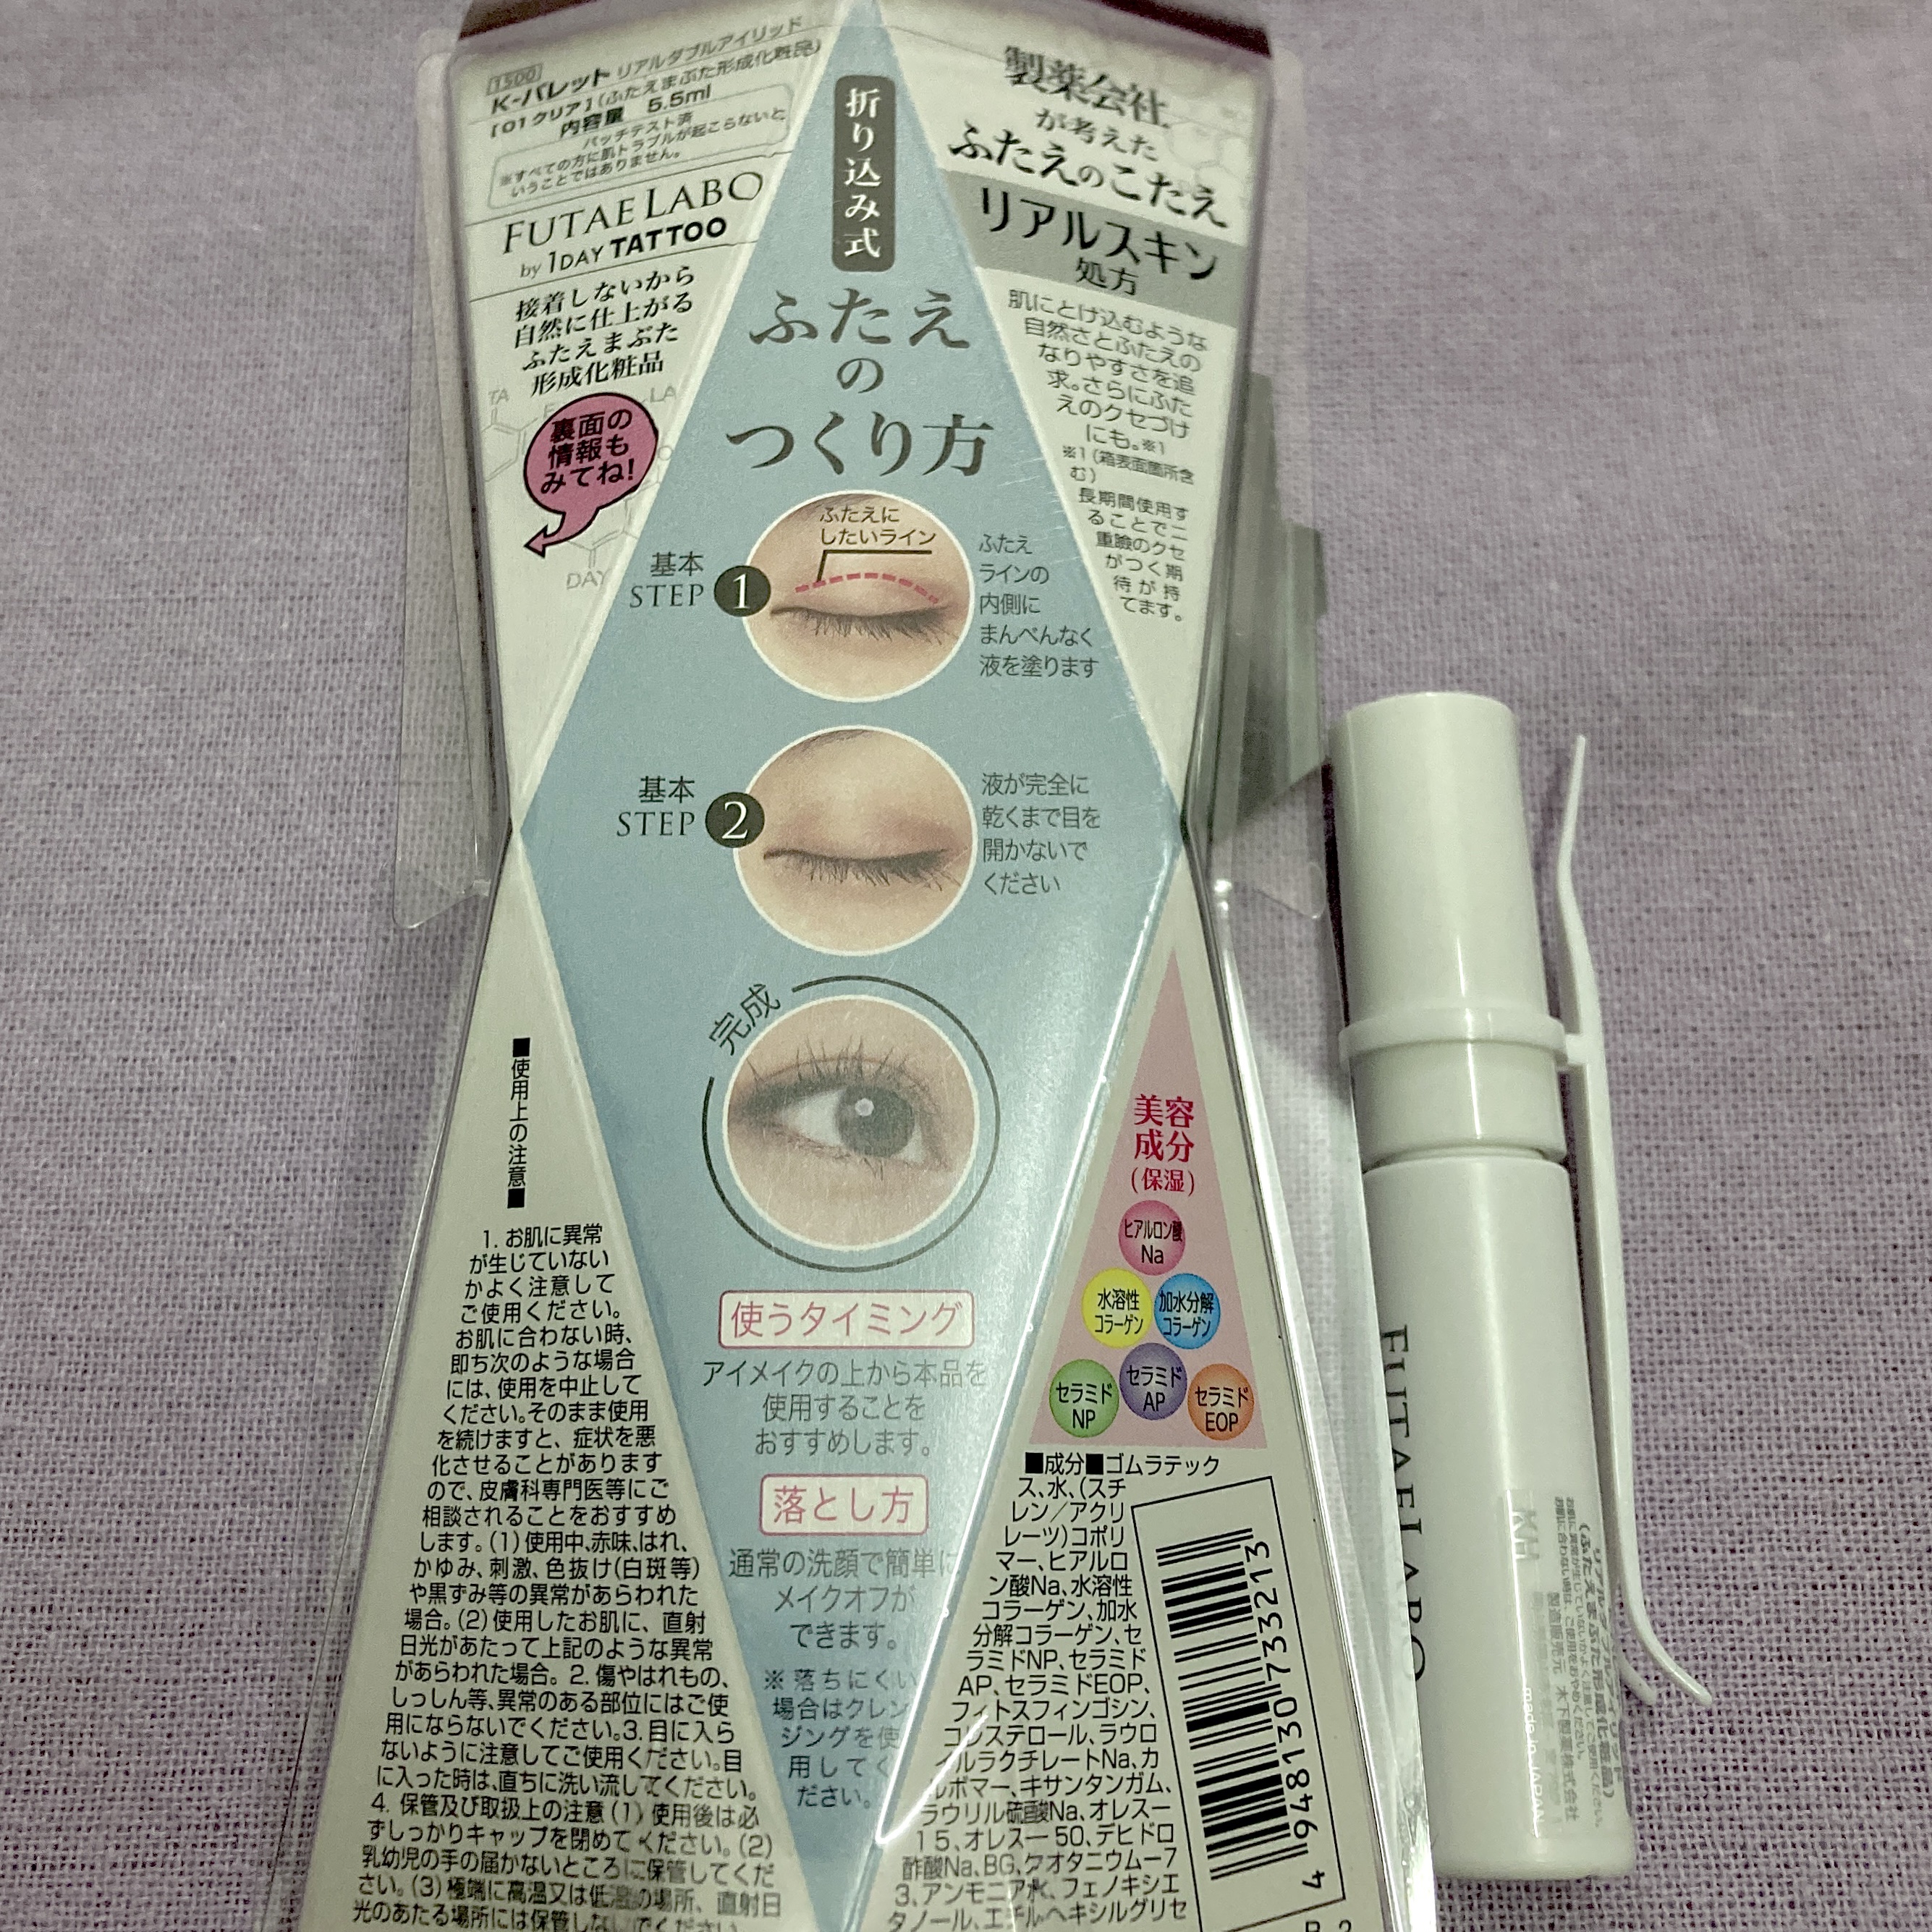 1500
K-パレット リアルダブルアイリッド
[01 クリア](ふたえまぶた形成化粧品)
内容量 5.5ml
パッチテスト済
※すべての方に肌トラブルが起こらないと
いうことではありません。
FUTAE LABO
by 1DAY TATTOO
接着しないから
自然に仕上がる
ふたえまぶた
形成化粧品
裏面の
情報も
みてね!
DAY
折り込み式
ふたえ
の
つくり方
基本
STEP 1
ふたえに
したいライン
ふたえ
ラインの
内側に
まんべんなく
液を塗ります
基本
STEP 2
液が完全に
乾くまで目を
開かないで
ください
完成
使うタイミング
アイメイクの上から本品を
使用することを
おすすめします。
落とし方
通常の洗顔で簡単に
メイクオフが
できます。
※落ちにくい
場合はクレン
ジングを使
用してく
ださい。
製薬会社
が考えた
ふたえのこたえ
リアルスキン
処方
肌にとけ込むような
自然さとふたえの
なりやすさを追
求。さらにふた
えのクセづけ
にも。※1
※1(箱表面箇所含
む)
長期間使用す
ることで二
重瞼のクセ
がつく期
待が持
てます。
■使用上の注意■
1. お肌に異常
が生じていない
かよく注意して
ご使用ください。
お肌に合わない時、
即ち次のような場合
には、使用を中止して
ください。そのまま使用
を続けますと、症状を悪
化させることがあります
ので、皮膚科専門医等にご
相談されることをおすすめ
します。(1)使用中、赤味、はれ、
かゆみ、刺激、色抜け(白斑等)
や黒ずみ等の異常があらわれた
場合。(2)使用したお肌に、直射
日光があたって上記のような異常
があらわれた場合。2. 傷やはれもの、
しっしん等、異常のある部位にはご使
用にならないでください。3. 目に入ら
ないように注意してご使用ください。目
に入った時は、直ちに洗い流してください。
4. 保管及び取扱上の注意(1)使用後は必
ずしっかりキャップを閉めてください。(2)
乳幼児の手の届かないところに保管してくだ
さい。(3)極端に高温又は低温の場所、直射日
光のあたる場所には保管しないでください。
美容
成分
(保湿)
ヒアルロン酸
Na
水溶性
コラーゲン
加水分解
コラーゲン
セラミド
NP
セラミド
AP
セラミド
EOP
■成分■ゴムラテック
ス、水、(スチ
レン/アクリ
レーツ)コポリ
マー、ヒアルロ
ン酸Na、水溶性
コラーゲン、加水
分解コラーゲン、セ
ラミドNP、セラミド
AP、セラミドEOP、
フィトスフィンゴシン、
コレステロール、ラウロ
イルラクチレートNa、カ
ルボマー、キサンタンガム、
ラウリル硫酸Na、オレスー
15、オレスー50、デヒドロ
酢酸Na、BG、クオタニウムー7
3、アンモニア水、フェノキシエ
タノール、エチルヘキシルグリセ
4 948130 733213
FUTAE LABO
KH
リアルダブルアイリッド
(ふたえまぶた形成化粧品)
製造販売元 木下製薬株式会社
made in JAPAN